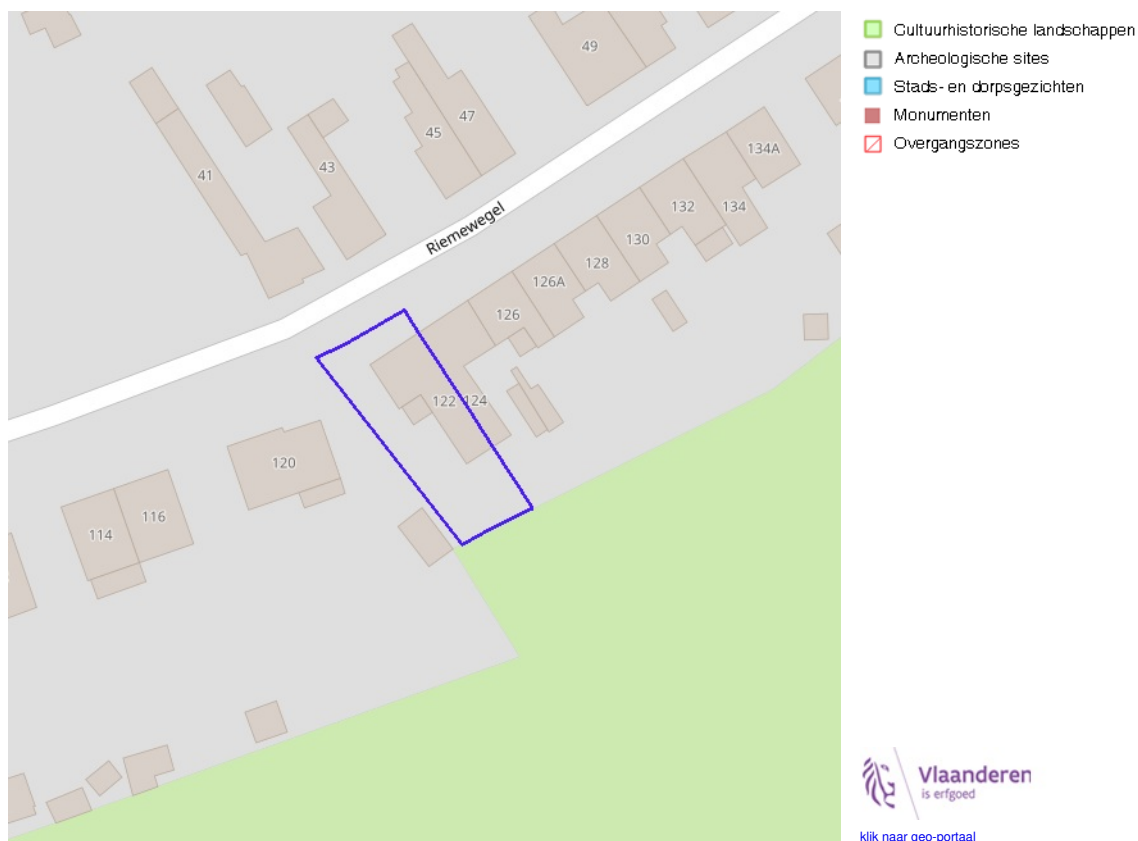 49
47
45
43
41
134A
134
132
130
128
126A
126
Riemewegel
122
124
120
116
114
Cultuurhistorische landschappen
Archeologische sites
Stads- en dorpsgezichten
Monumenten
Overgangszones
Vlaanderen
is erfgoed
klik naar geo-portaal